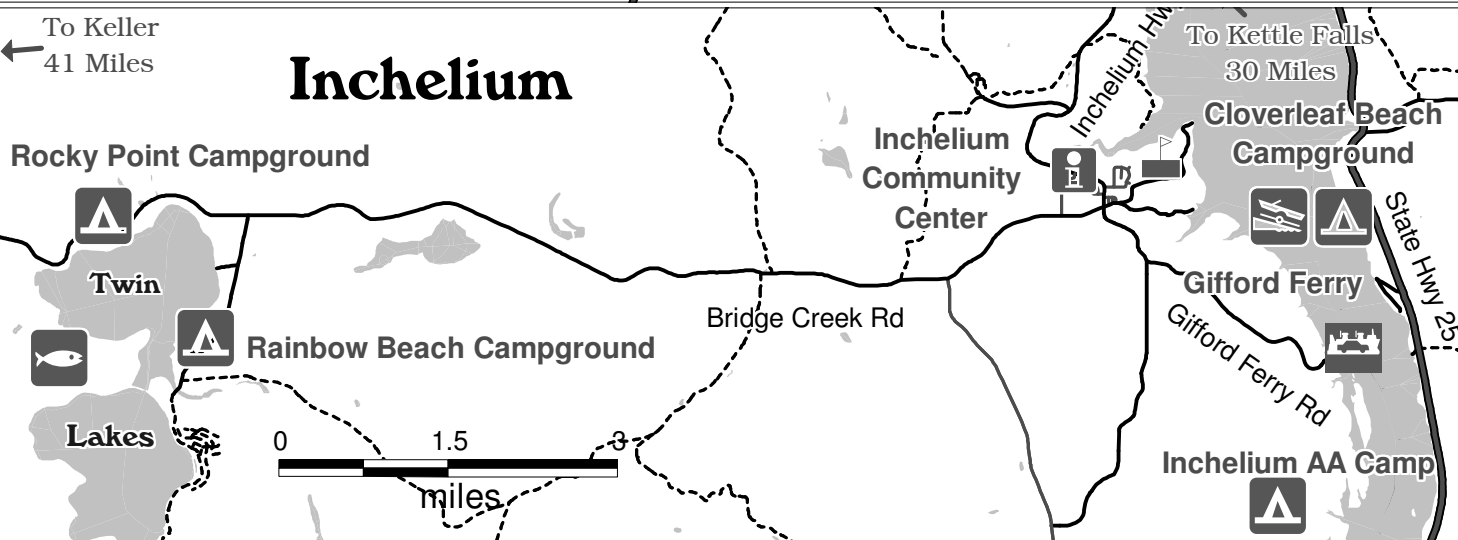 To Keller
41 Miles
Inchelium
Inchelium Hwy
To Kettle Falls
30 Miles
Cloverleaf Beach
Campground
Rocky Point Campground
Inchelium
Community
Center
State Hwy 25
Twin
Gifford Ferry
Bridge Creek Rd
Gifford Ferry Rd
Rainbow Beach Campground
Lakes
0 1.5 3
miles
Inchelium AA Camp